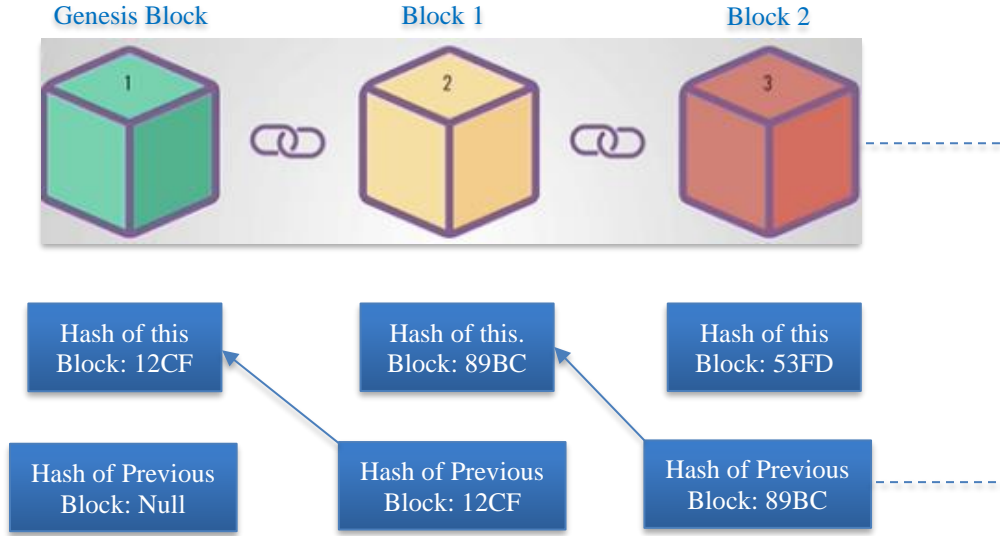 Genesis Block
Block 1
Block 2
1
2
3
Hash of this
Block: 12CF
Hash of this.
Block: 89BC
Hash of this
Block: 53FD
Hash of Previous
Block: Null
Hash of Previous
Block: 12CF
Hash of Previous
Block: 89BC